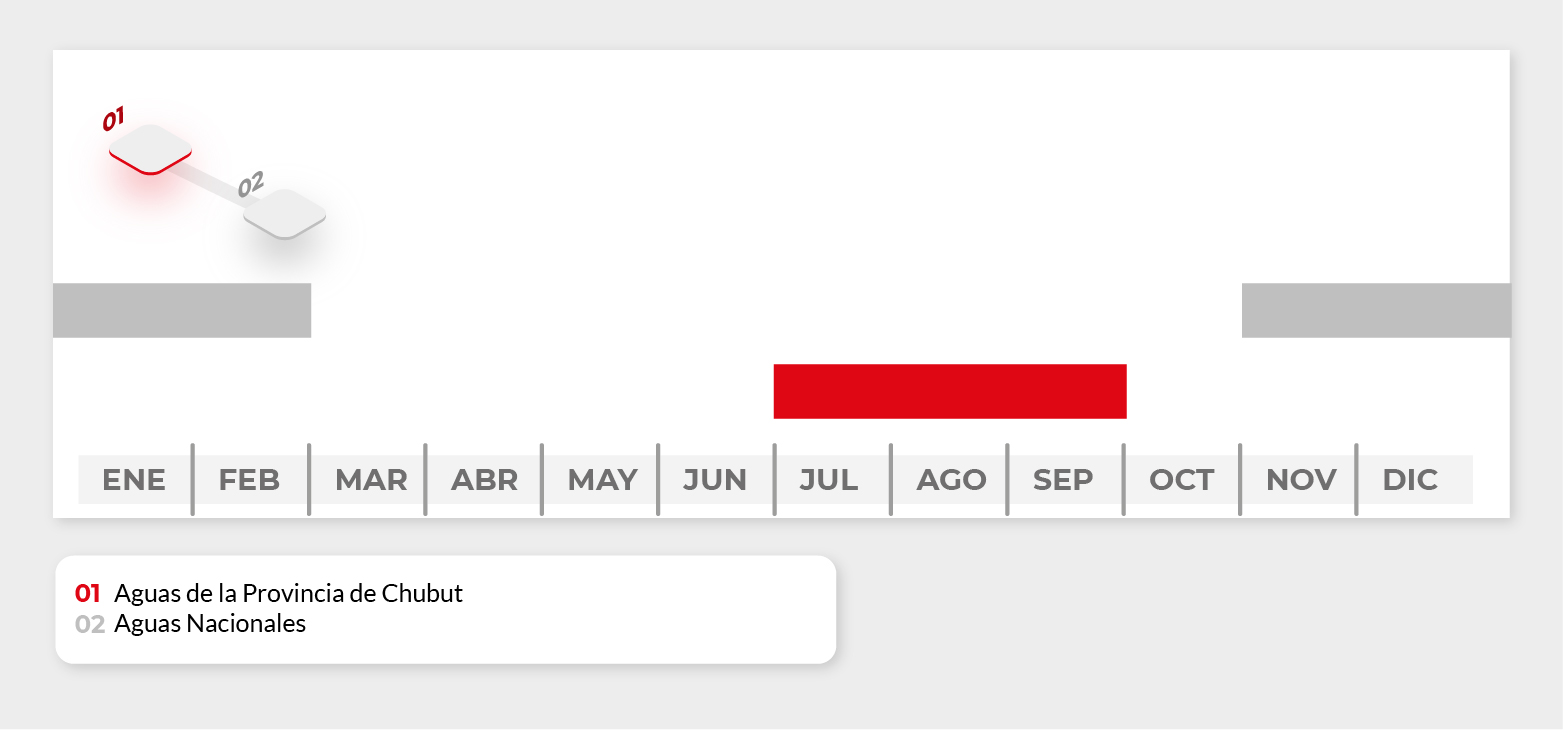 01
02
ENE FEB MAR ABR MAY JUN JUL AGO SEP OCT NOV DIC
01 Aguas de la Provincia de Chubut
02 Aguas Nacionales